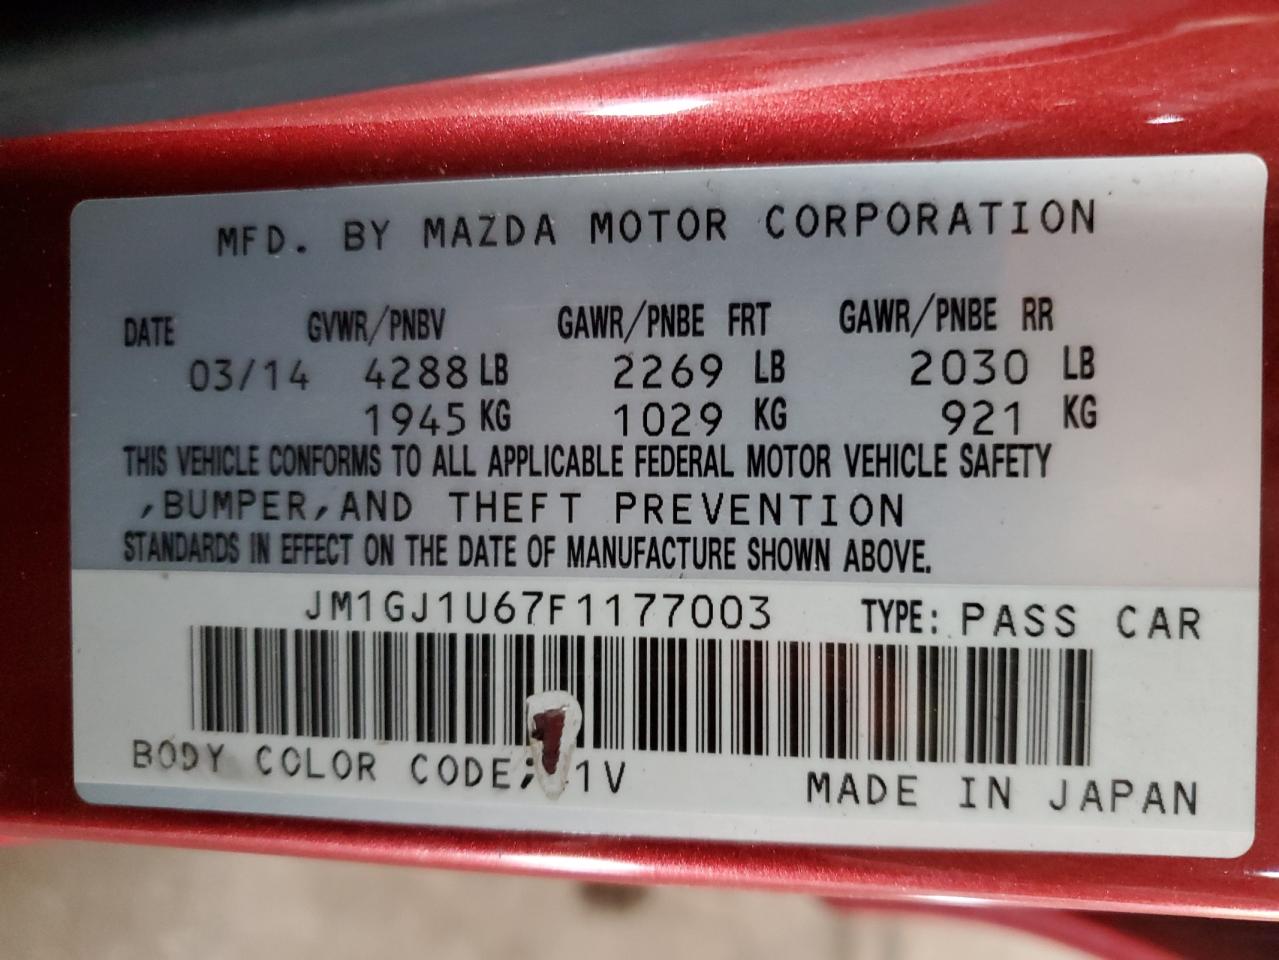 MFD. BY MAZDA MOTOR CORPORATION
DATE GVWR/PNBV GAWR/PNBE FRT GAWR/PNBE RR
03/14 4288 LB 2269 LB 2030 LB
1945 KG 1029 KG 921 KG
THIS VEHICLE CONFORMS TO ALL APPLICABLE FEDERAL MOTOR VEHICLE SAFETY
,BUMPER,AND THEFT PREVENTION
STANDARDS IN EFFECT ON THE DATE OF MANUFACTURE SHOWN ABOVE.
JM1GJ1U67F1177003 TYPE: PASS CAR
BODY COLOR CODE; 1V MADE IN JAPAN